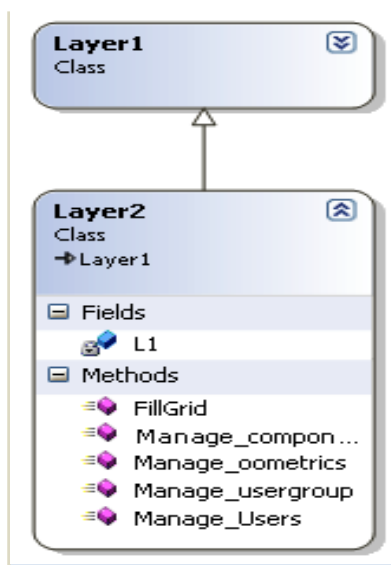 Layer1
Class
Layer2
Class
Layer1
Fields
L1
Methods
FillGrid
Manage_compon...
Manage_oometrics
Manage_usergroup
Manage_Users